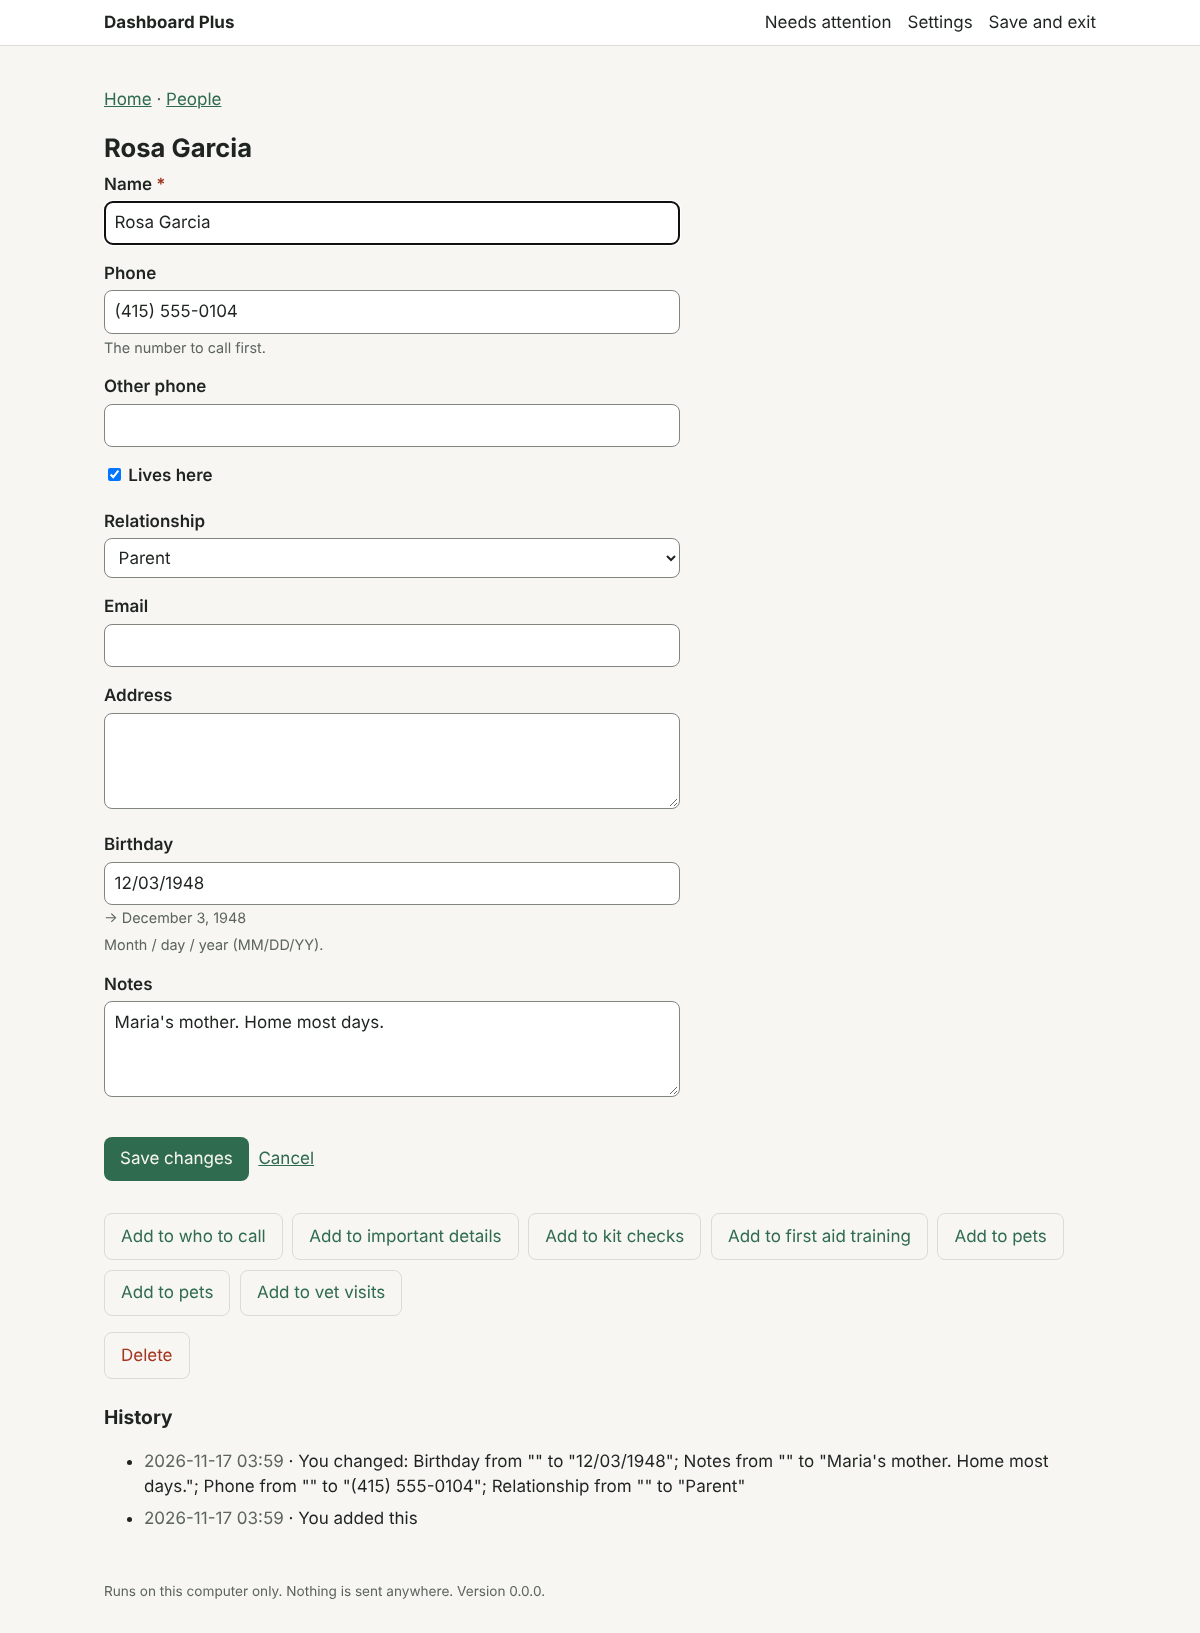 Dashboard Plus
Needs attention Settings Save and exit
Home · People
Rosa Garcia
Name *
Rosa Garcia
Phone
(415) 555-0104
The number to call first.
Other phone
Lives here
Relationship
Parent
Email
Address
Birthday
12/03/1948
→ December 3, 1948
Month / day / year (MM/DD/YY).
Notes
Maria's mother. Home most days.
Save changes Cancel
Add to who to call Add to important details Add to kit checks Add to first aid training Add to pets
Add to pets Add to vet visits
Delete
History
• 2026-11-17 03:59 · You changed: Birthday from "" to "12/03/1948"; Notes from "" to "Maria's mother. Home most
days."; Phone from "" to "(415) 555-0104"; Relationship from "" to "Parent"
• 2026-11-17 03:59 · You added this
Runs on this computer only. Nothing is sent anywhere. Version 0.0.0.